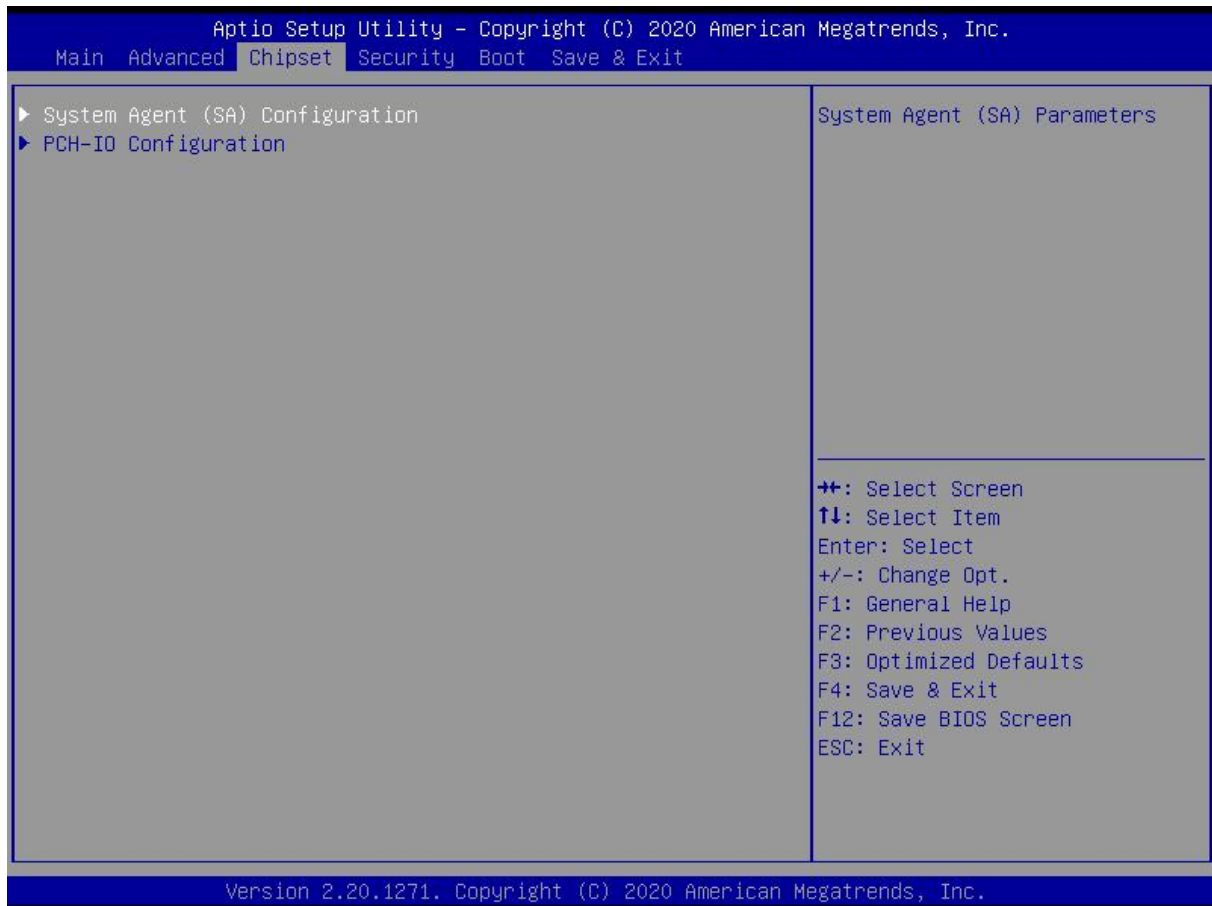 Aptio Setup Utility – Copyright (C) 2020 American Megatrends, Inc.
Main Advanced Chipset Security Boot Save & Exit
▶ System Agent (SA) Configuration
▶ PCH-IO Configuration
System Agent (SA) Parameters
→←: Select Screen
↑↓: Select Item
Enter: Select
+/-: Change Opt.
F1: General Help
F2: Previous Values
F3: Optimized Defaults
F4: Save & Exit
F12: Save BIOS Screen
ESC: Exit
Version 2.20.1271. Copyright (C) 2020 American Megatrends, Inc.